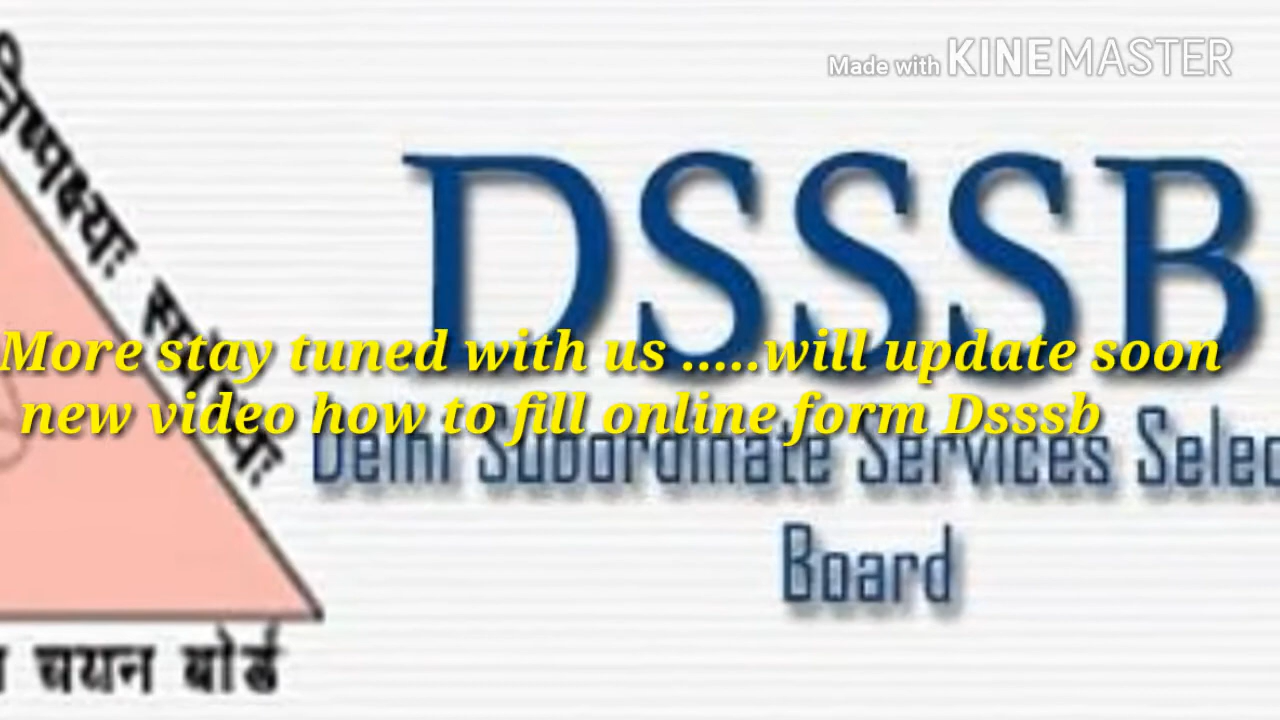 Made with KINEMASTER
निष्पक्ष्यः
DSSSB
More stay tuned with us .....will update soon
new video how to fill online form Dsssb
Delhi Subordinate Services Selec
Board
चयन बोर्ड